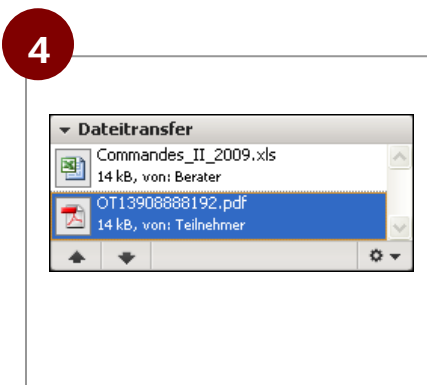 4
Dateitransfer
Commandes_II_2009.xls
14 kB, von: Berater
OT13908888192.pdf
14 kB, von: Teilnehmer